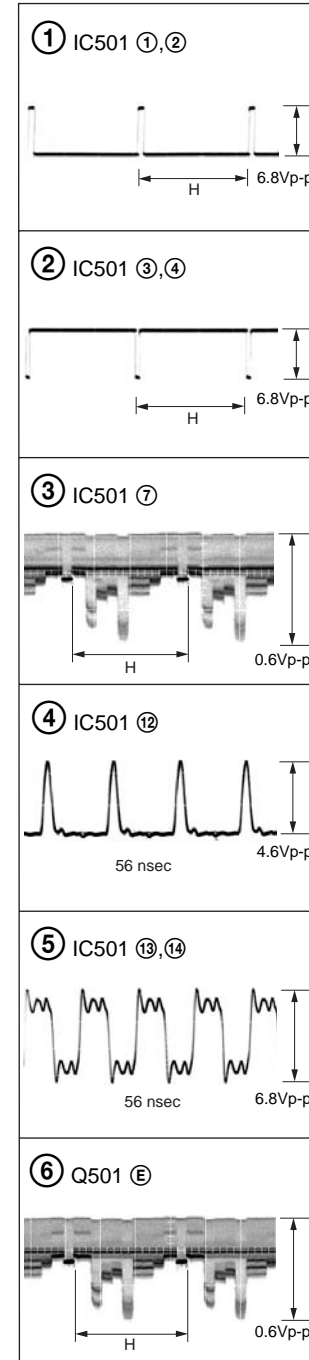 ① IC501 ①,②
6.8Vp-p
H
② IC501 ③,④
6.8Vp-p
H
③ IC501 ⑦
0.6Vp-p
H
④ IC501 ⑫
4.6Vp-p
56 nsec
⑤ IC501 ⑬,⑭
6.8Vp-p
56 nsec
⑥ Q501 Ⓔ
0.6Vp-p
H